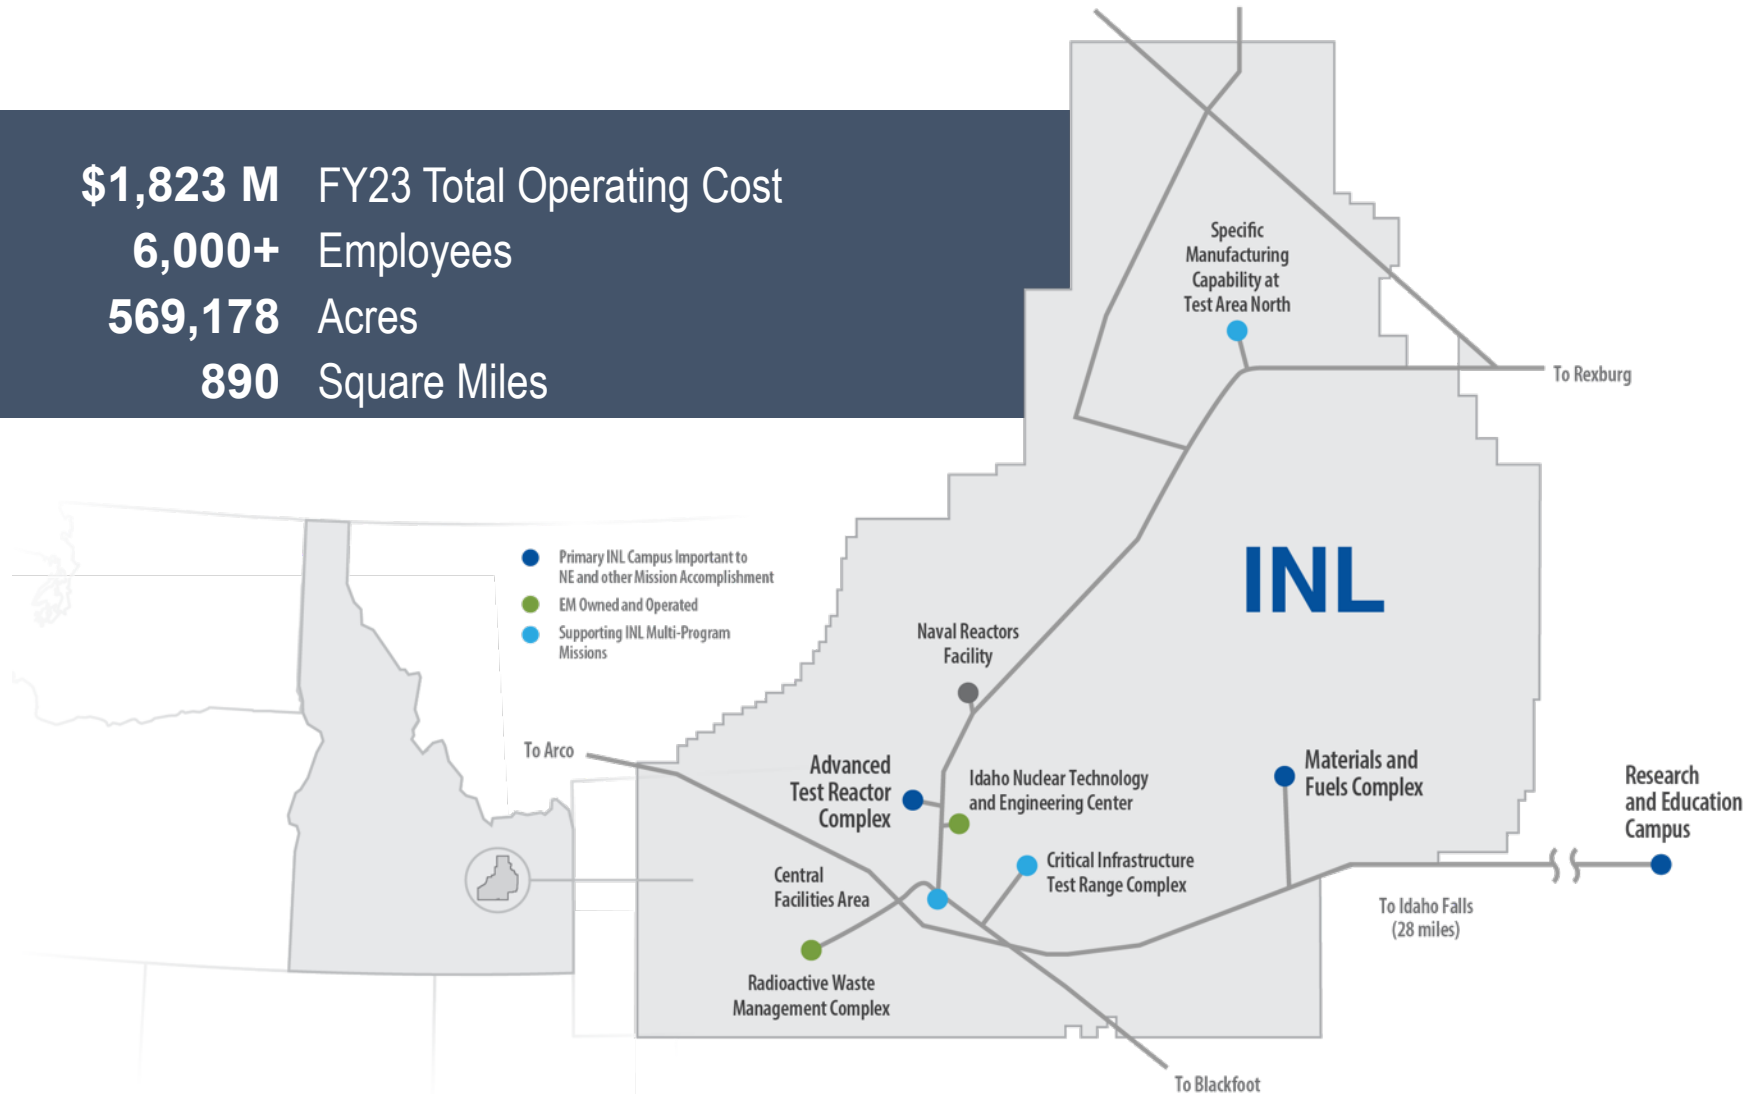 $1,823 M FY23 Total Operating Cost
6,000+ Employees
569,178 Acres
890 Square Miles
Specific
Manufacturing
Capability at
Test Area North
To Rexburg
INL
Primary INL Campus Important to
NE and other Mission Accomplishment
EM Owned and Operated
Supporting INL Multi-Program
Missions
Naval Reactors
Facility
To Arco
Advanced
Test Reactor
Complex
Idaho Nuclear Technology
and Engineering Center
Materials and
Fuels Complex
Research
and Education
Campus
Central
Facilities Area
Critical Infrastructure
Test Range Complex
To Idaho Falls
(28 miles)
Radioactive Waste
Management Complex
To Blackfoot